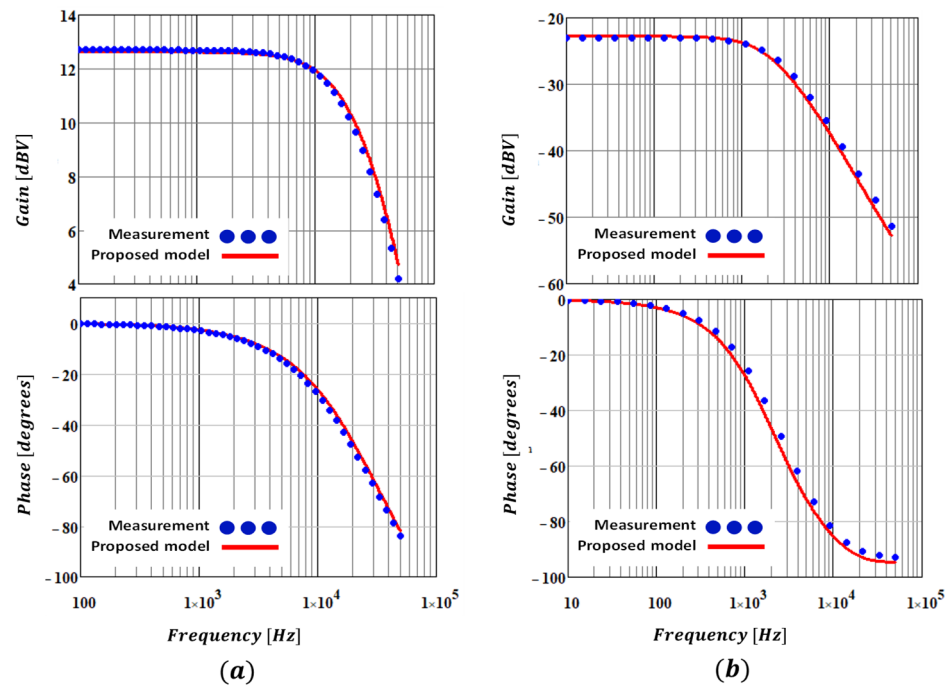 14
12
10
8
6
4
Gain [dBV]
Measurement
Proposed model
0
-20
-40
-60
-80
-100
Phase [degrees]
Measurement
Proposed model
100
1×10³
1×10⁴
1×10⁵
Frequency [Hz]
(a)
-20
-30
-40
-50
-60
Gain [dBV]
Measurement
Proposed model
0
-20
-40
-60
-80
-100
Phase [degrees]
Measurement
Proposed model
10
100
1×10³
1×10⁴
1×10⁵
Frequency [Hz]
(b)